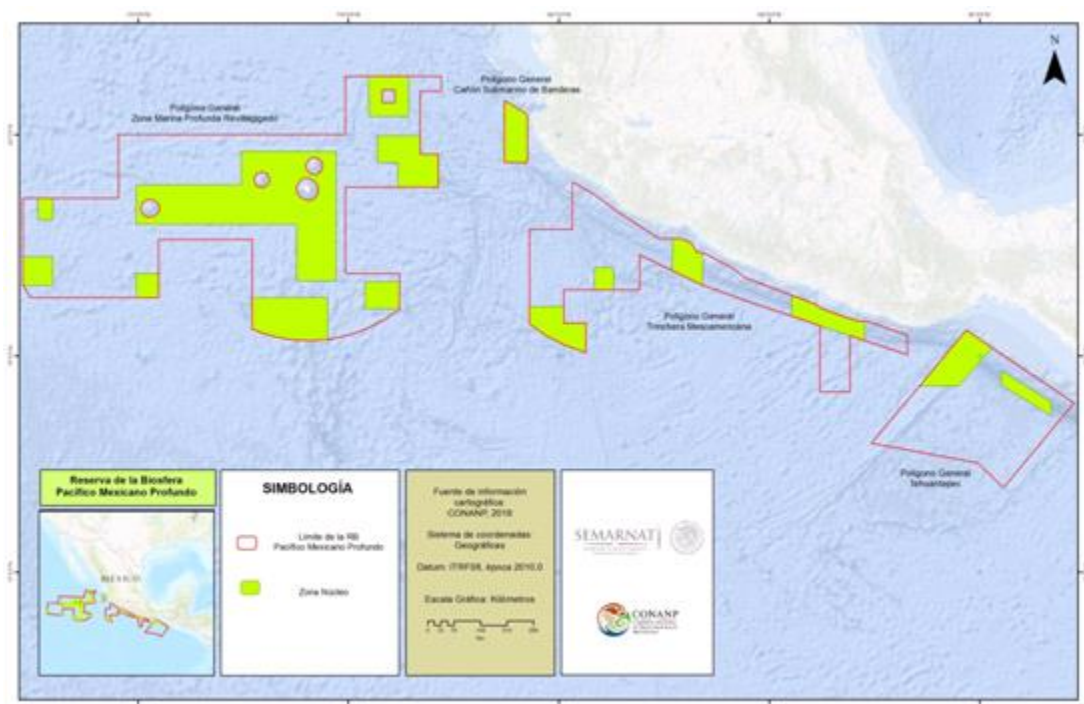 N
Polígono General
Cañón Submarino de Banderas
Polígono General
Zona Marina Profunda Revillagigedo
Polígono General
Trinchera Mesoamericana
Polígono General
Tehuantepec
Reserva de la Biosfera
Pacífico Mexicano Profundo
MEXICO
SIMBOLOGÍA
Límite de la RB
Pacífico Mexicano Profundo
Zona Núcleo
Fuente de información
cartográfica:
CONANP, 2018
Sistema de coordenadas:
Geográficas
Datum: ITRF08, época 2010.0
Escala Gráfica: Kilómetros
SEMARNAT
CONANP